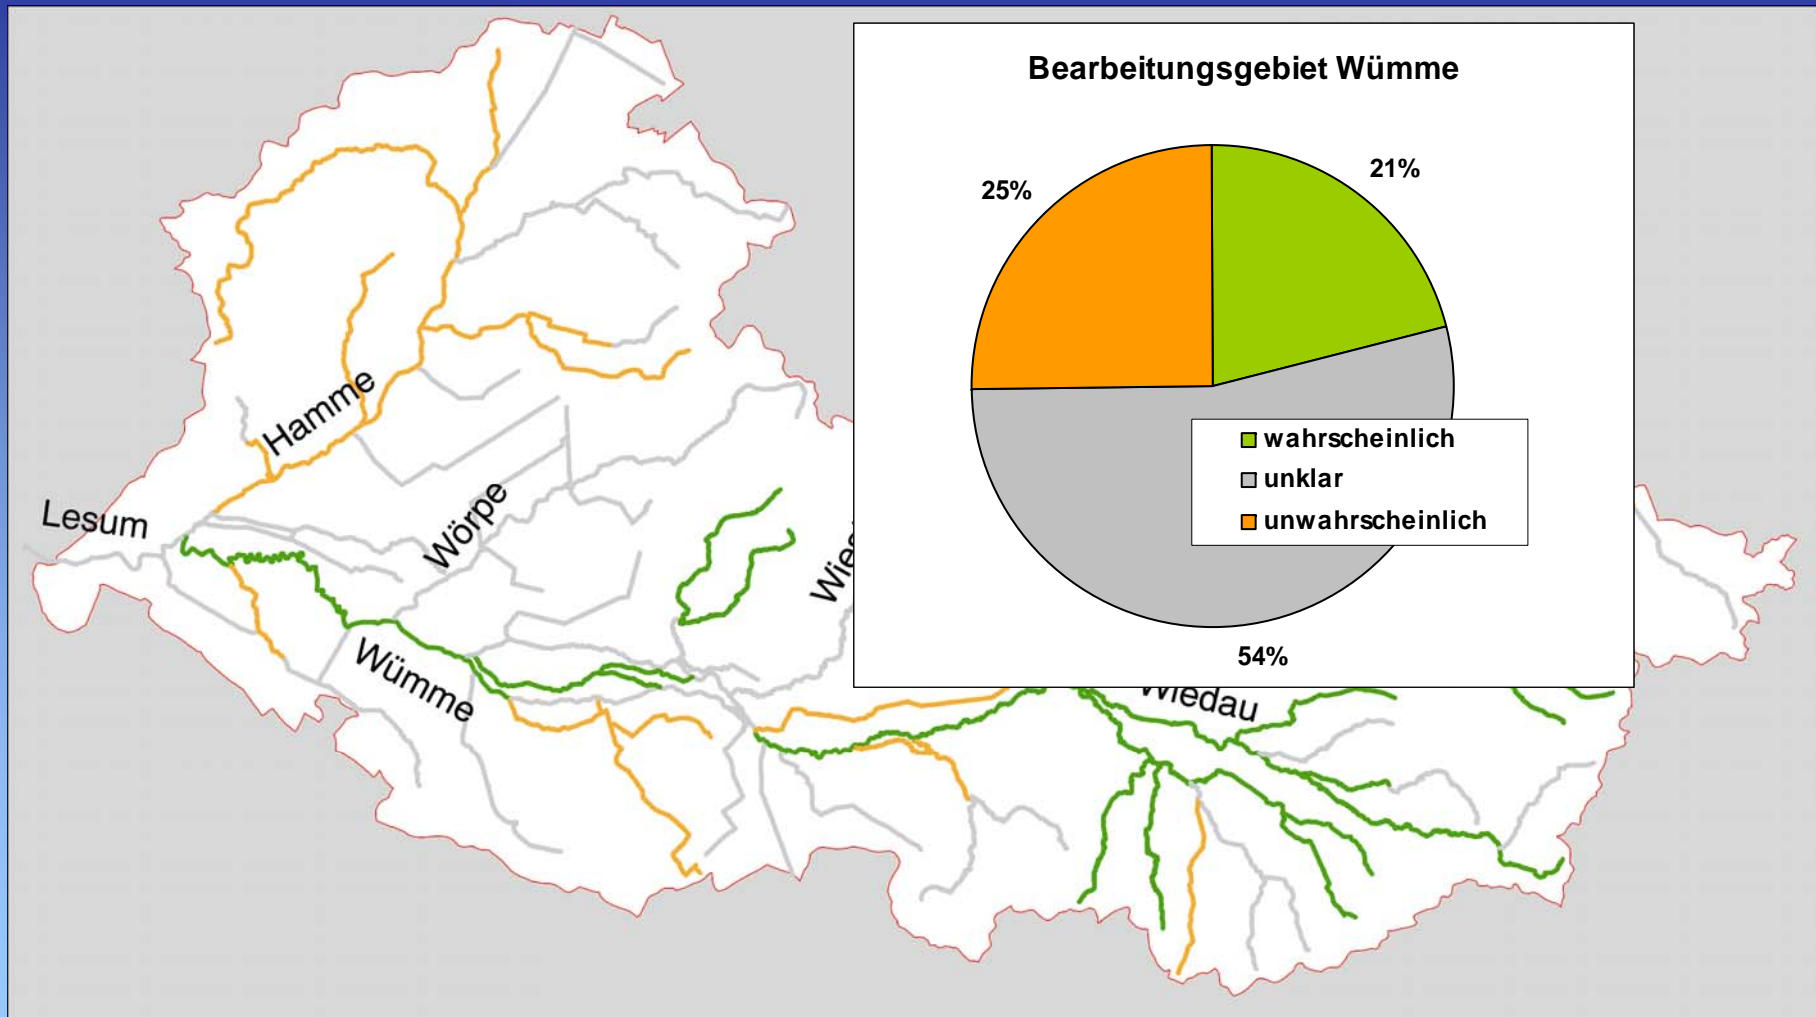 Bearbeitungsgebiet Wümme
25%
21%
54%
wahrscheinlich
unklar
unwahrscheinlich
Hamme
Lesum
Wörpe
Wümme
Wiedau